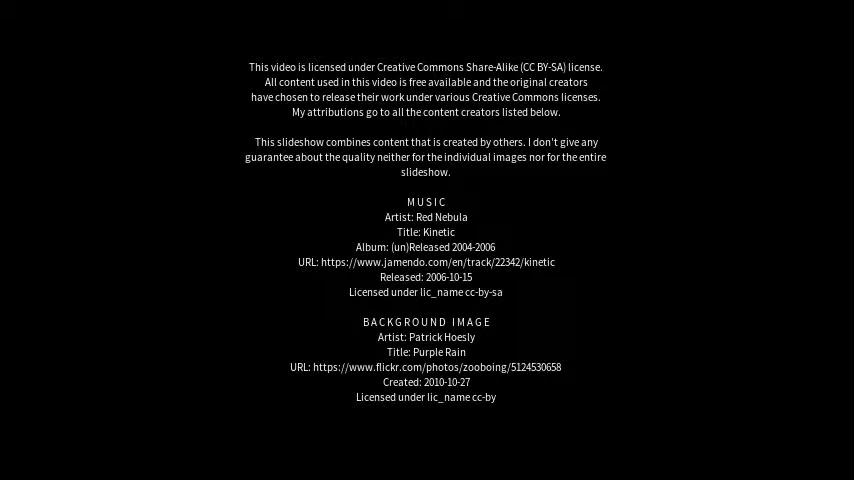 This video is licensed under Creative Commons Share-Alike (CC BY-SA) license.
All content used in this video is free available and the original creators
have chosen to release their work under various Creative Commons licenses.
My attributions go to all the content creators listed below.
This slideshow combines content that is created by others. I don't give any
guarantee about the quality neither for the individual images nor for the entire
slideshow.
MUSIC
Artist: Red Nebula
Title: Kinetic
Album: (un)Released 2004-2006
URL: https://www.jamendo.com/en/track/22342/kinetic
Released: 2006-10-15
Licensed under lic_name cc-by-sa
BACKGROUND IMAGE
Artist: Patrick Hoesly
Title: Purple Rain
URL: https://www.flickr.com/photos/zooboing/5124530658
Created: 2010-10-27
Licensed under lic_name cc-by